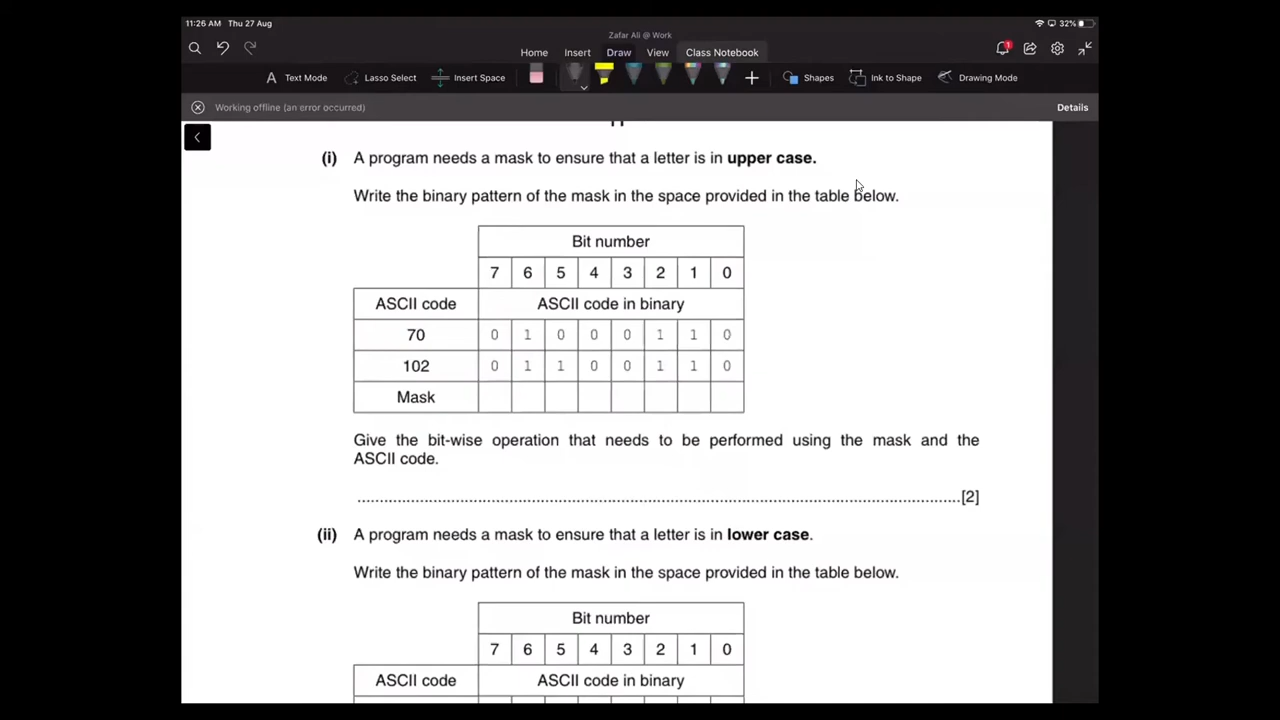 11:26 AM Thu 27 Aug
32%
Zafar Ali @ Work
Home Insert Draw View Class Notebook
Text Mode Lasso Select Insert Space Shapes Ink to Shape Drawing Mode
Working offline (an error occurred) Details
(i) A program needs a mask to ensure that a letter is in upper case.
Write the binary pattern of the mask in the space provided in the table below.
Bit number
7 6 5 4 3 2 1 0
ASCII code ASCII code in binary
70 0 1 0 0 0 1 1 0
102 0 1 1 0 0 1 1 0
Mask
Give the bit-wise operation that needs to be performed using the mask and the
ASCII code.
[2]
(ii) A program needs a mask to ensure that a letter is in lower case.
Write the binary pattern of the mask in the space provided in the table below.
Bit number
7 6 5 4 3 2 1 0
ASCII code ASCII code in binary